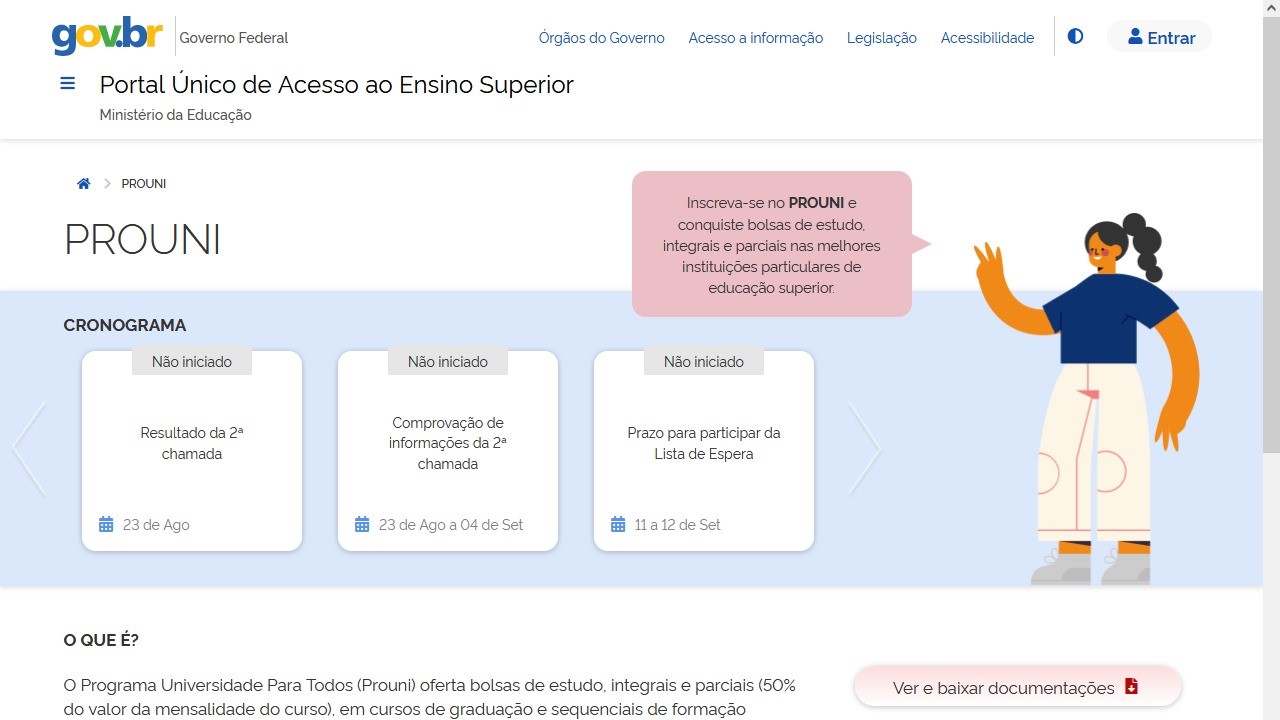 gov.br
Governo Federal
Órgãos do Governo
Acesso a informação
Legislação
Acessibilidade
Entrar
Portal Único de Acesso ao Ensino Superior
Ministério da Educação
PROUNI
PROUNI
Inscreva-se no PROUNI e
conquiste bolsas de estudo,
integrais e parciais nas melhores
instituições particulares de
educação superior.
CRONOGRAMA
Não iniciado
Resultado da 2ª
chamada
23 de Ago
Não iniciado
Comprovação de
informações da 2ª
chamada
23 de Ago a 04 de Set
Não iniciado
Prazo para participar da
Lista de Espera
11 a 12 de Set
O QUE É?
O Programa Universidade Para Todos (Prouni) oferta bolsas de estudo, integrais e parciais (50%
do valor da mensalidade do curso), em cursos de graduação e sequenciais de formação
Ver e baixar documentações